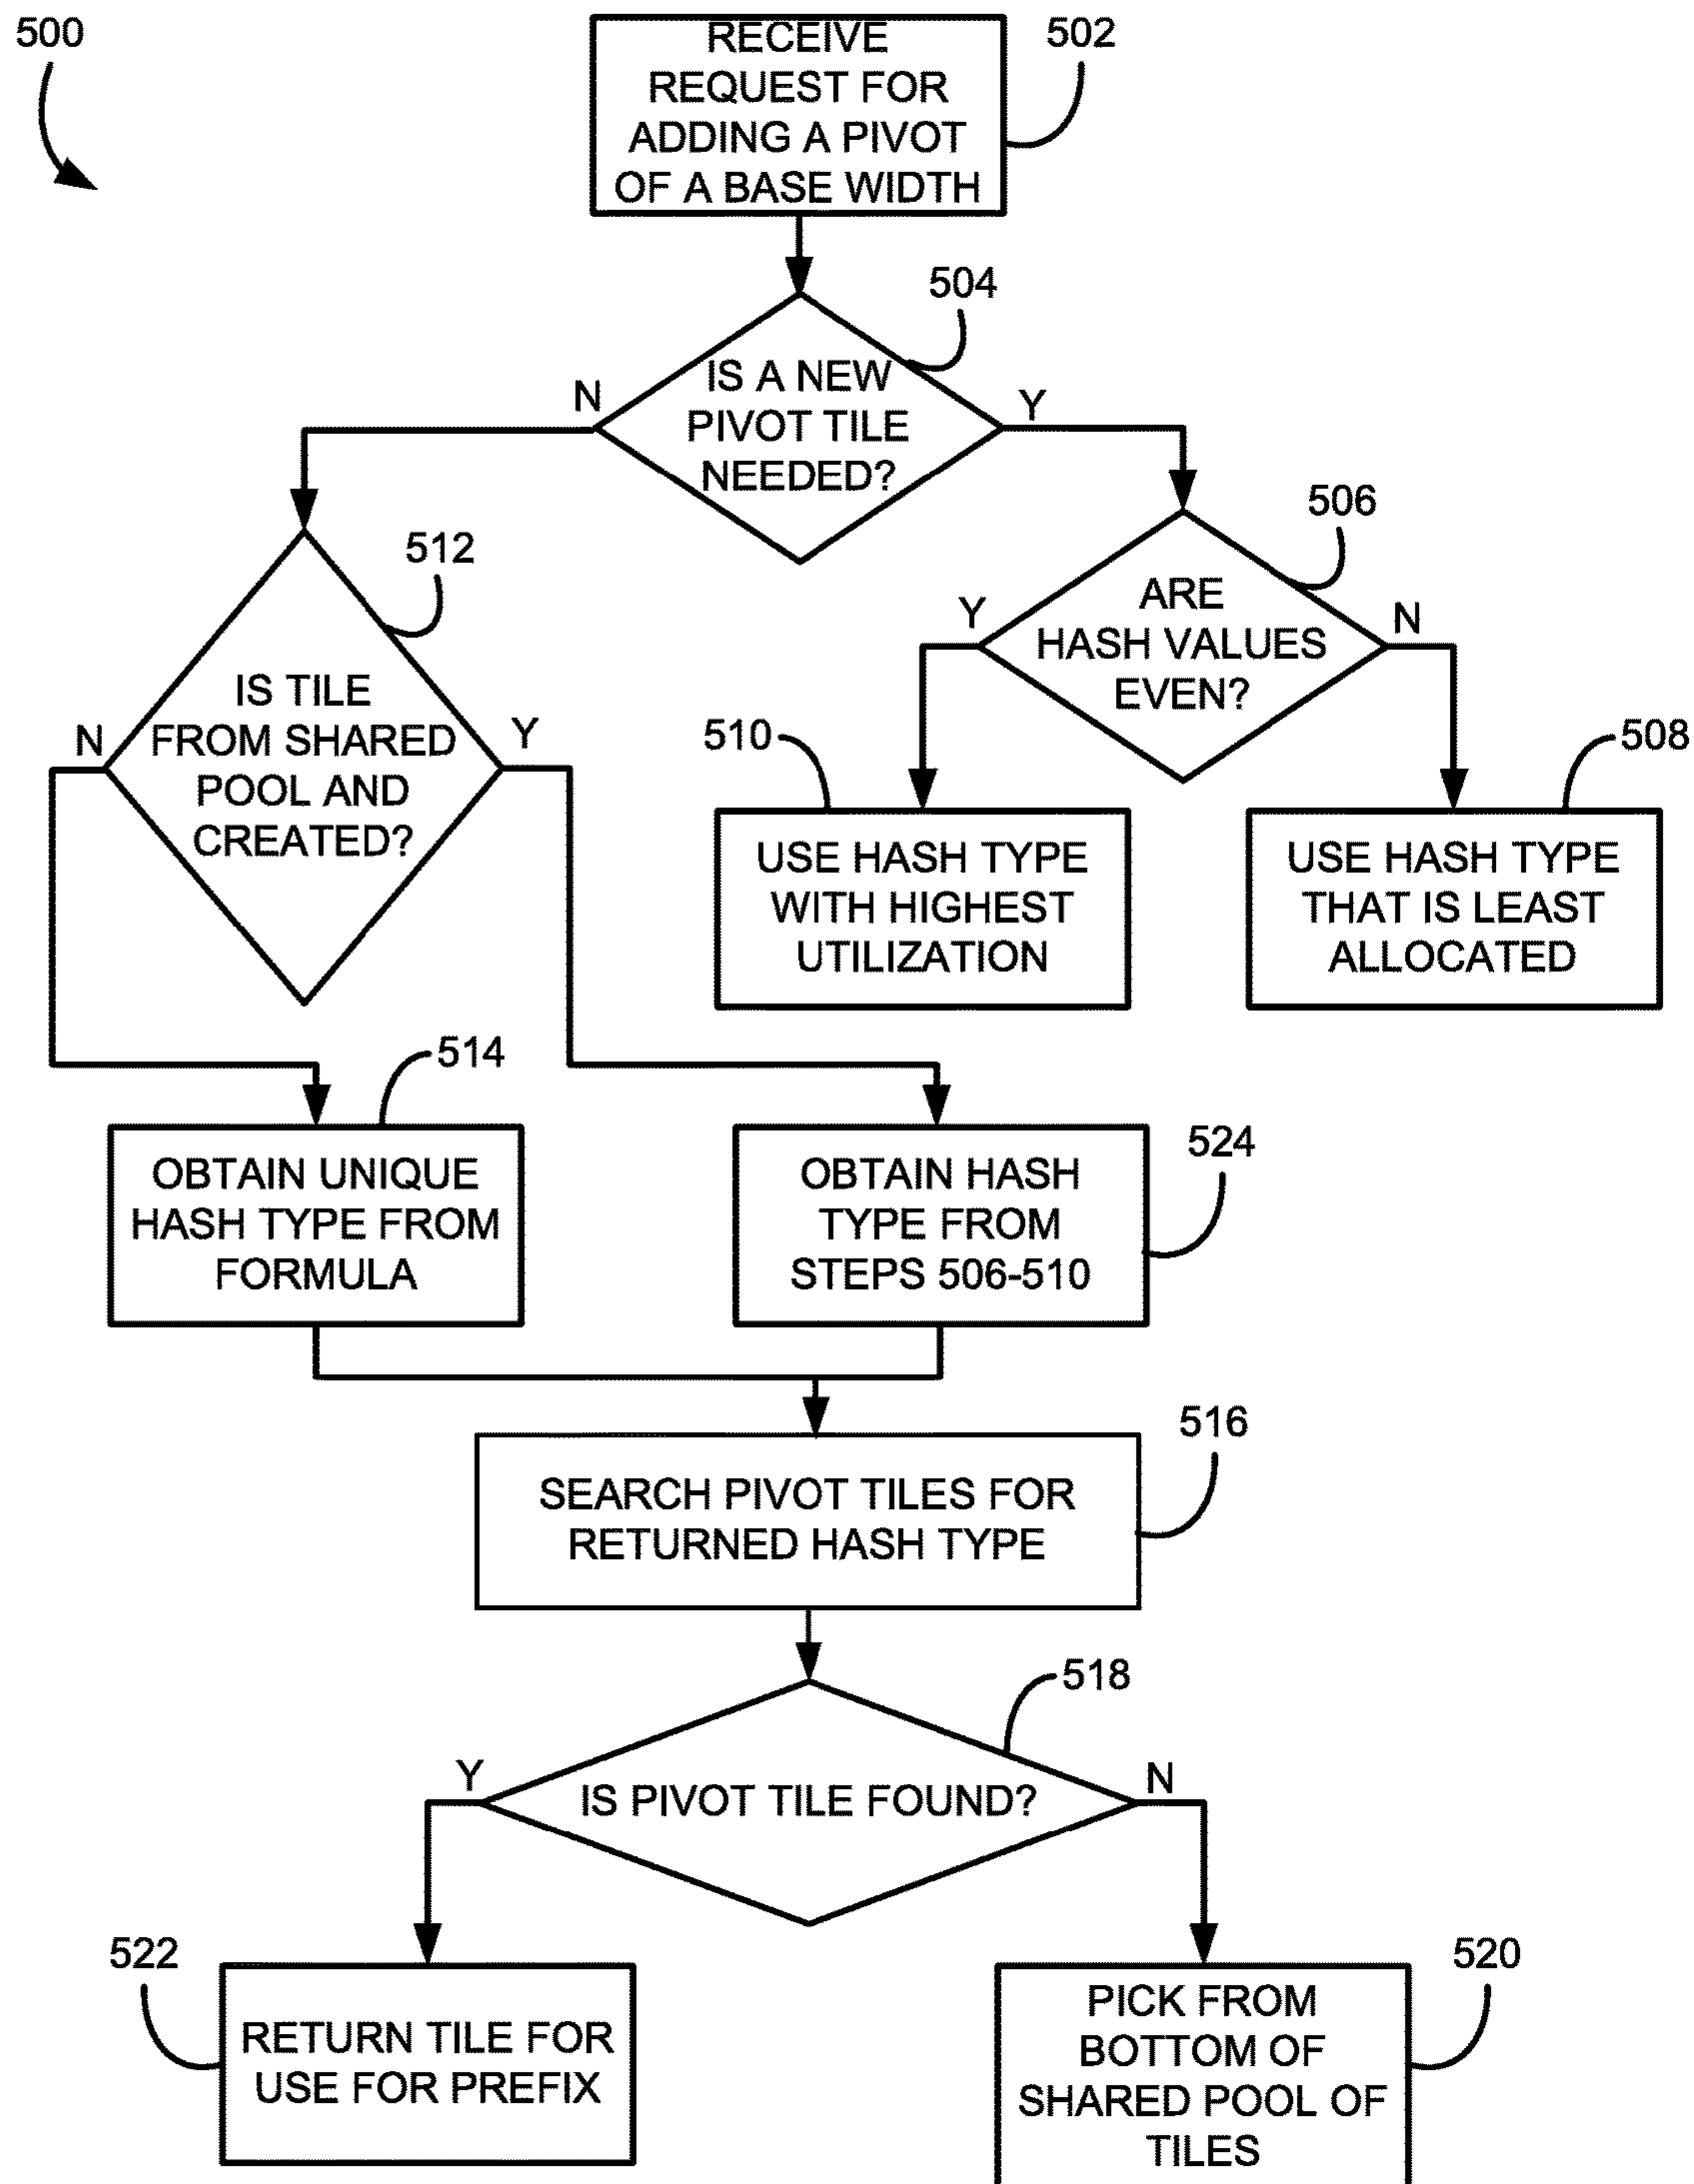 500
RECEIVE
REQUEST FOR
ADDING A PIVOT
OF A BASE WIDTH
502
504
IS A NEW
PIVOT TILE
NEEDED?
N
Y
506
ARE
HASH VALUES
EVEN?
Y
N
512
IS TILE
FROM SHARED
POOL AND
CREATED?
N
Y
510
USE HASH TYPE
WITH HIGHEST
UTILIZATION
508
USE HASH TYPE
THAT IS LEAST
ALLOCATED
514
OBTAIN UNIQUE
HASH TYPE FROM
FORMULA
524
OBTAIN HASH
TYPE FROM
STEPS 506-510
516
SEARCH PIVOT TILES FOR
RETURNED HASH TYPE
518
IS PIVOT TILE FOUND?
Y
N
522
RETURN TILE FOR
USE FOR PREFIX
520
PICK FROM
BOTTOM OF
SHARED POOL OF
TILES